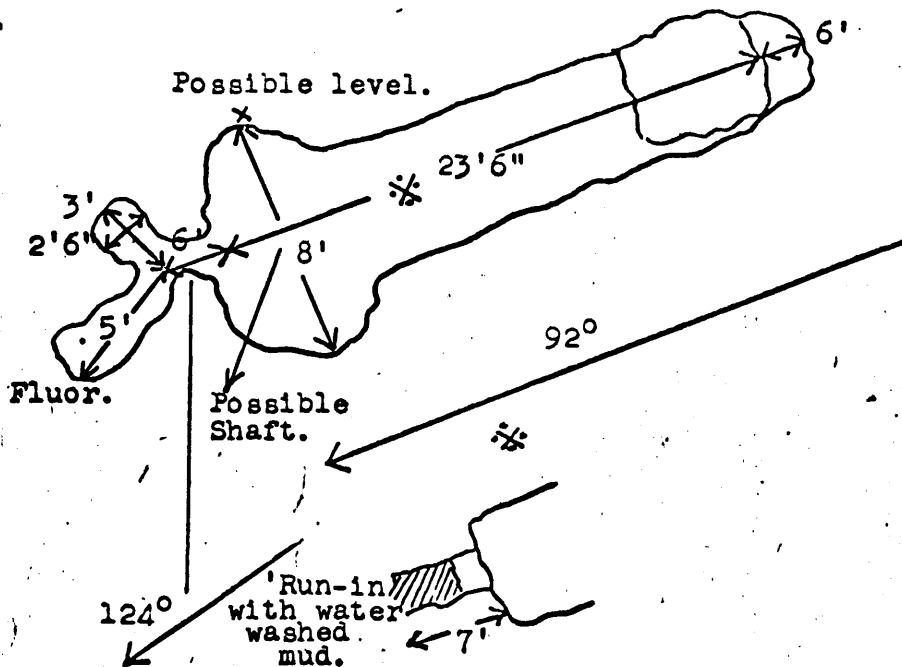 6'
Possible level.
23'6"
3'
2'6"
6'
8'
5'
92°
Fluor.
Possible
Shaft.
124°
Run-in
with water
washed
mud.
7'